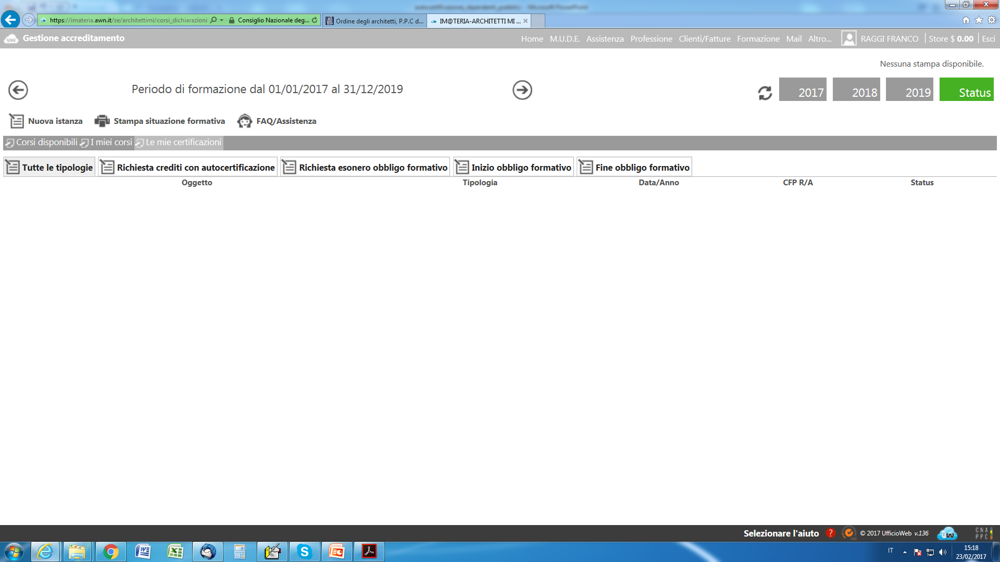 https://imateria.awn.it/se/architettimi/corsi_dichiarazioni
Consiglio Nazionale deg...
Ordine degli architetti, P.P.C d...
IM@TERIA-ARCHITETTI MI ...
Gestione accreditamento
Home M.U.D.E. Assistenza Professione Clienti/Fatture Formazione Mail Altro... RAGGI FRANCO Store $ 0.00 Esci
Nessuna stampa disponibile.
Periodo di formazione dal 01/01/2017 al 31/12/2019
2017 2018 2019 Status
Nuova istanza Stampa situazione formativa FAQ/Assistenza
Corsi disponibili I miei corsi Le mie certificazioni
Tutte le tipologie Richiesta crediti con autocertificazione Richiesta esonero obbligo formativo Inizio obbligo formativo Fine obbligo formativo
Oggetto Tipologia Data/Anno CFP R/A Status
Selezionare l'aiuto ? © 2017 UfficioWeb v.136 UW CNA
PPC
IT 15:18
23/02/2017